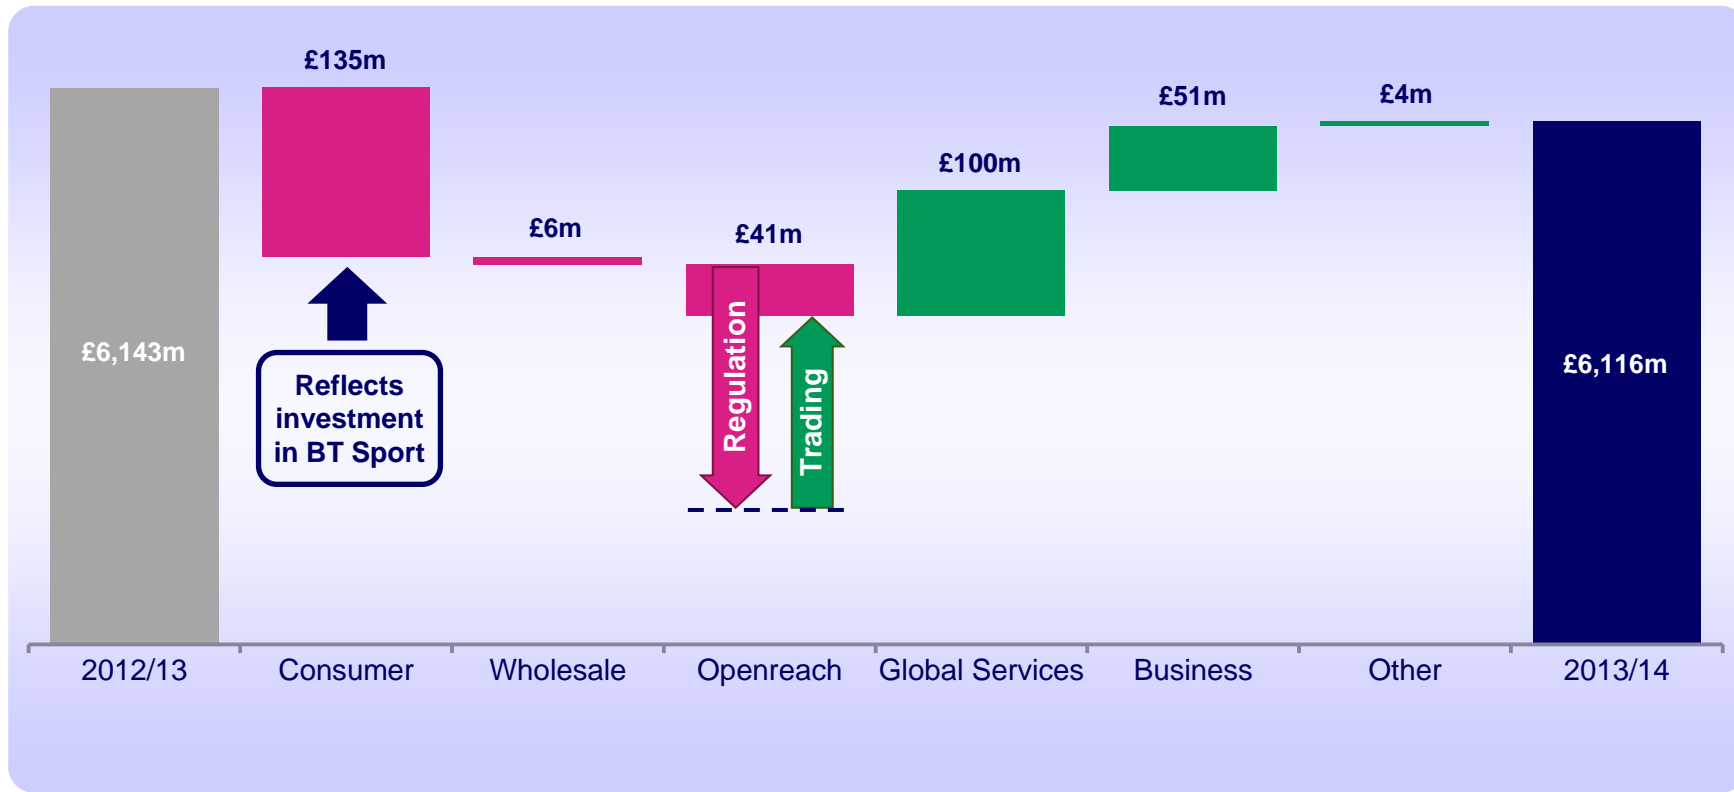 £135m
£51m
£4m
£100m
£6m
£41m
£6,143m
Reflects
investment
in BT Sport
Regulation
Trading
£6,116m
2012/13
Consumer
Wholesale
Openreach
Global Services
Business
Other
2013/14